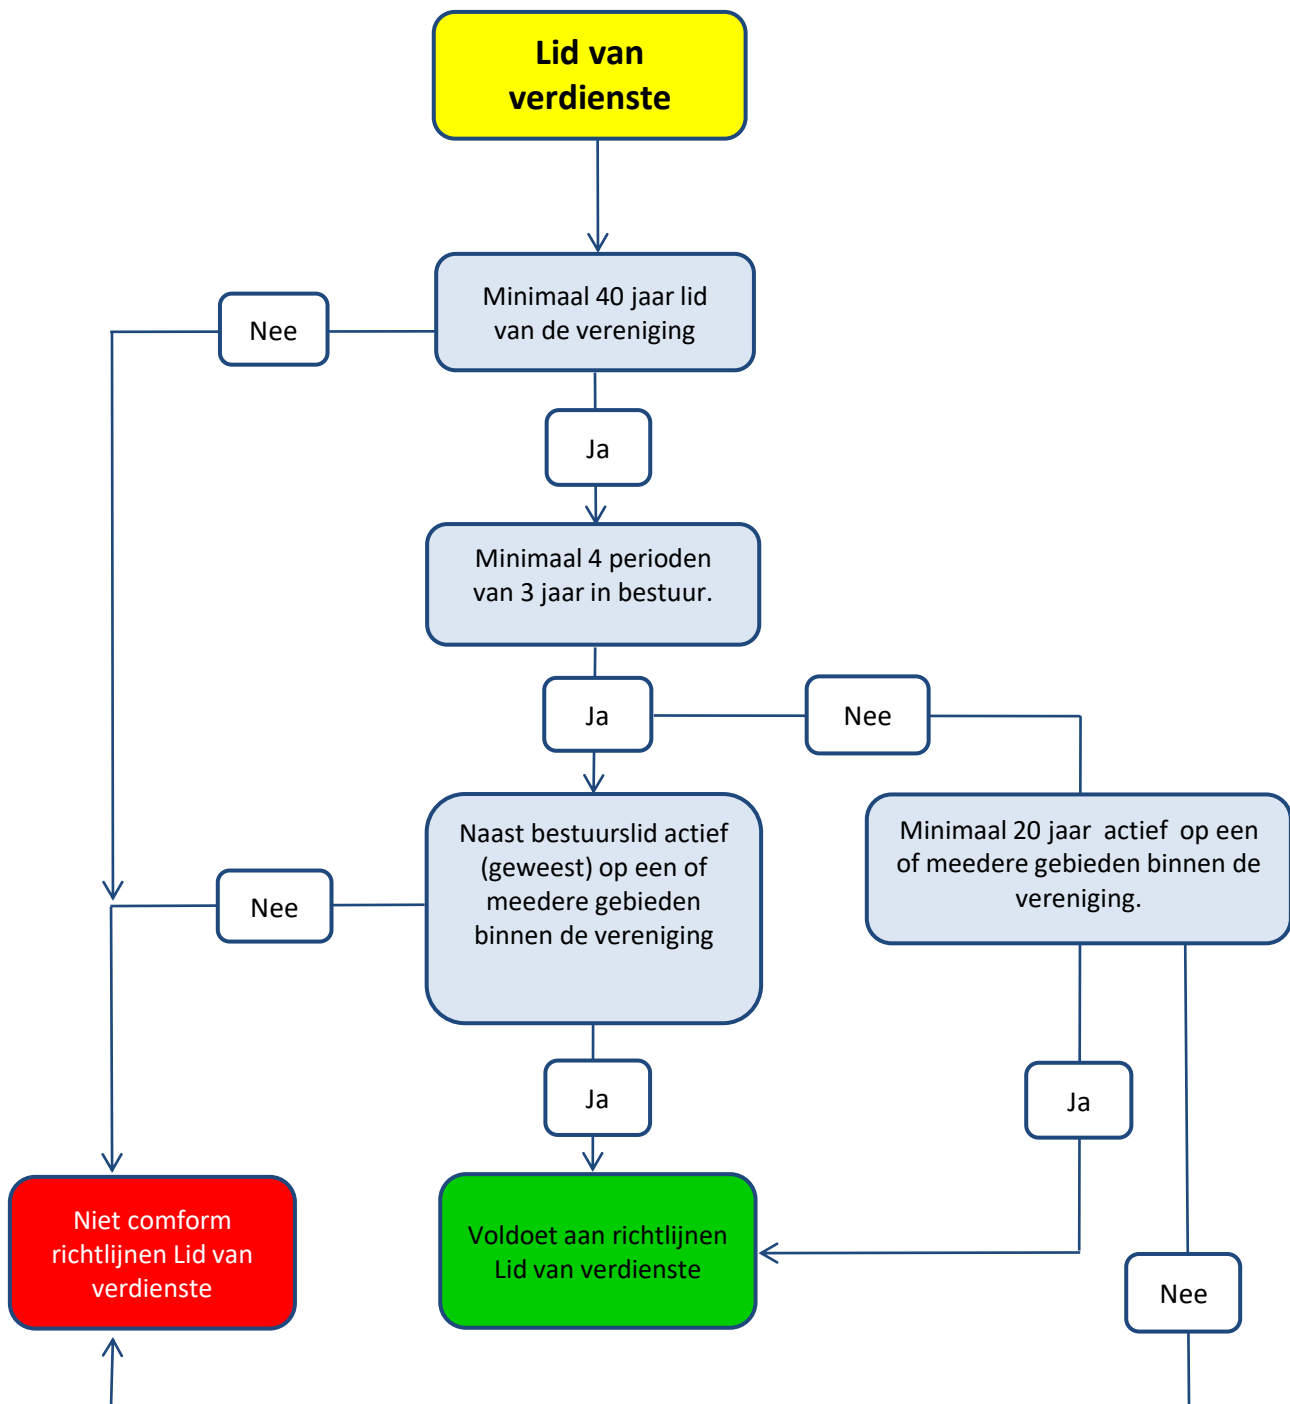 Lid van
verdienste
Minimaal 40 jaar lid
van de vereniging
Nee
Ja
Minimaal 4 perioden
van 3 jaar in bestuur.
Ja
Nee
Naast bestuurslid actief
(geweest) op een of
meedere gebieden
binnen de vereniging
Minimaal 20 jaar  actief  op een
of meedere gebieden binnen de
vereniging.
Nee
Ja
Ja
Niet comform
richtlijnen Lid van
verdienste
Voldoet aan richtlijnen
Lid van verdienste
Nee